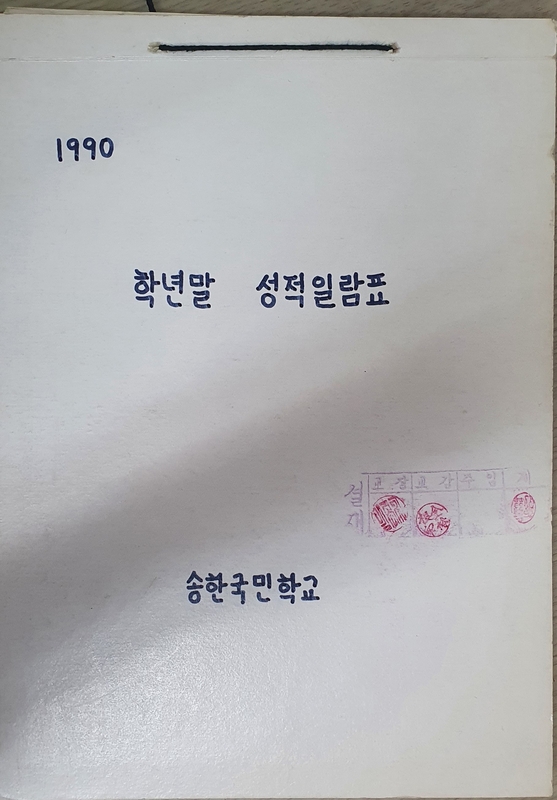 1990
학년말 성적일람표
결재 교장 교감 주임 계
송한국민학교